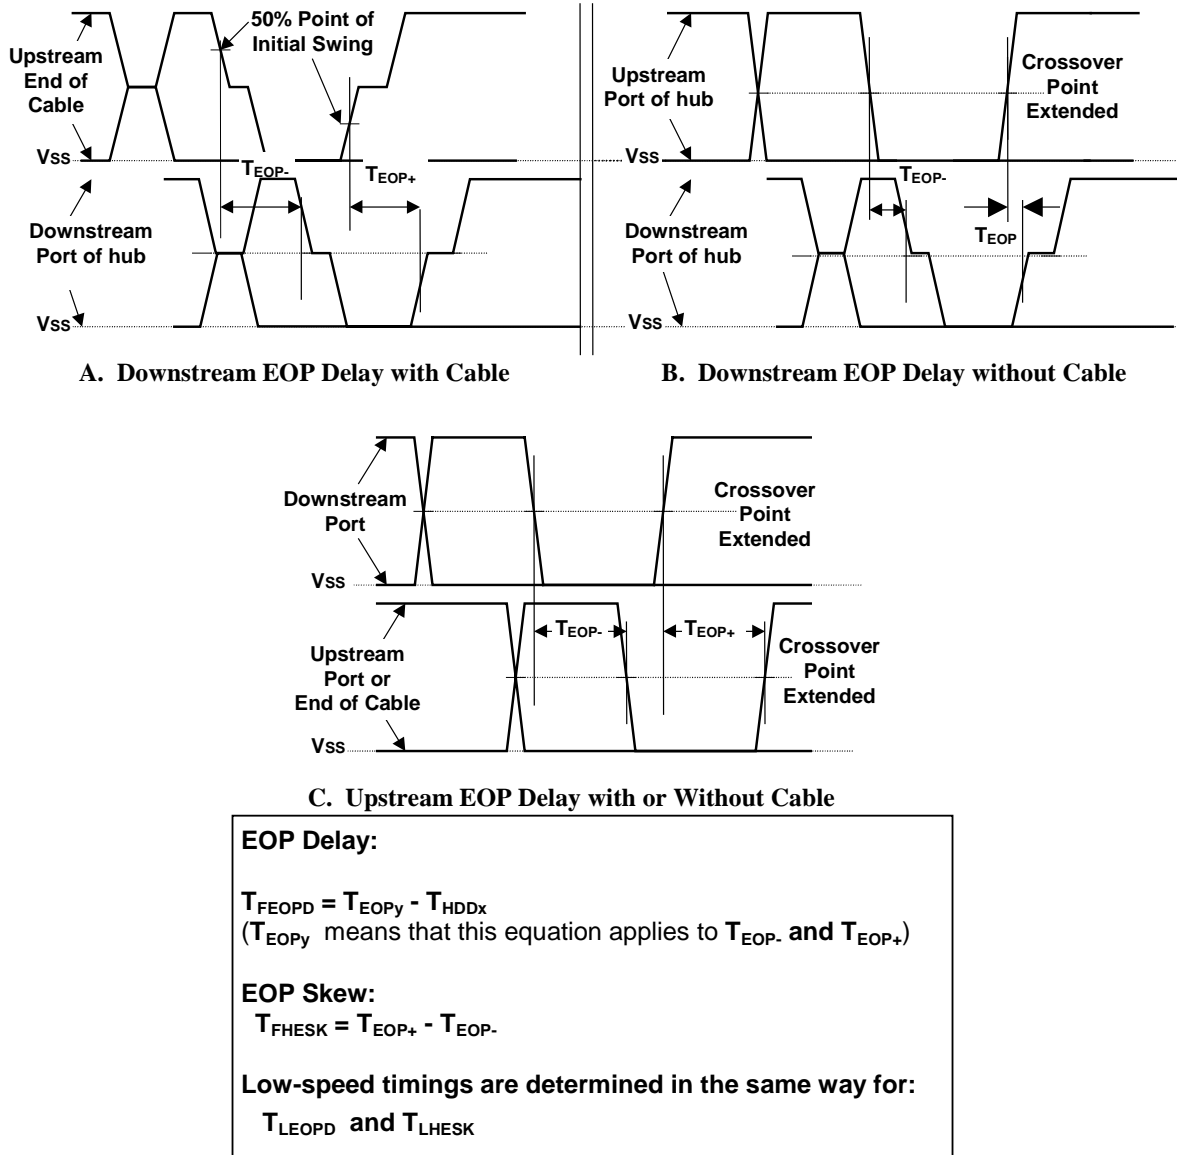 50% Point of
Initial Swing
Upstream
End of
Cable
VSS
TEOP-
TEOP+
Downstream
Port of hub
VSS
A. Downstream EOP Delay with Cable
Upstream
Port of hub
Crossover
Point
Extended
VSS
TEOP-
TEOP
Downstream
Port of hub
VSS
B. Downstream EOP Delay without Cable
Downstream
Port
Crossover
Point
Extended
VSS
TEOP-
TEOP+
Upstream
Port or
End of Cable
Crossover
Point
Extended
VSS
C. Upstream EOP Delay with or Without Cable
EOP Delay:
TFEOPD = TEOPy - THDDx
(TEOPy means that this equation applies to TEOP- and TEOP+)
EOP Skew:
TFHESK = TEOP+ - TEOP-
Low-speed timings are determined in the same way for:
TLEOPD and TLHESK